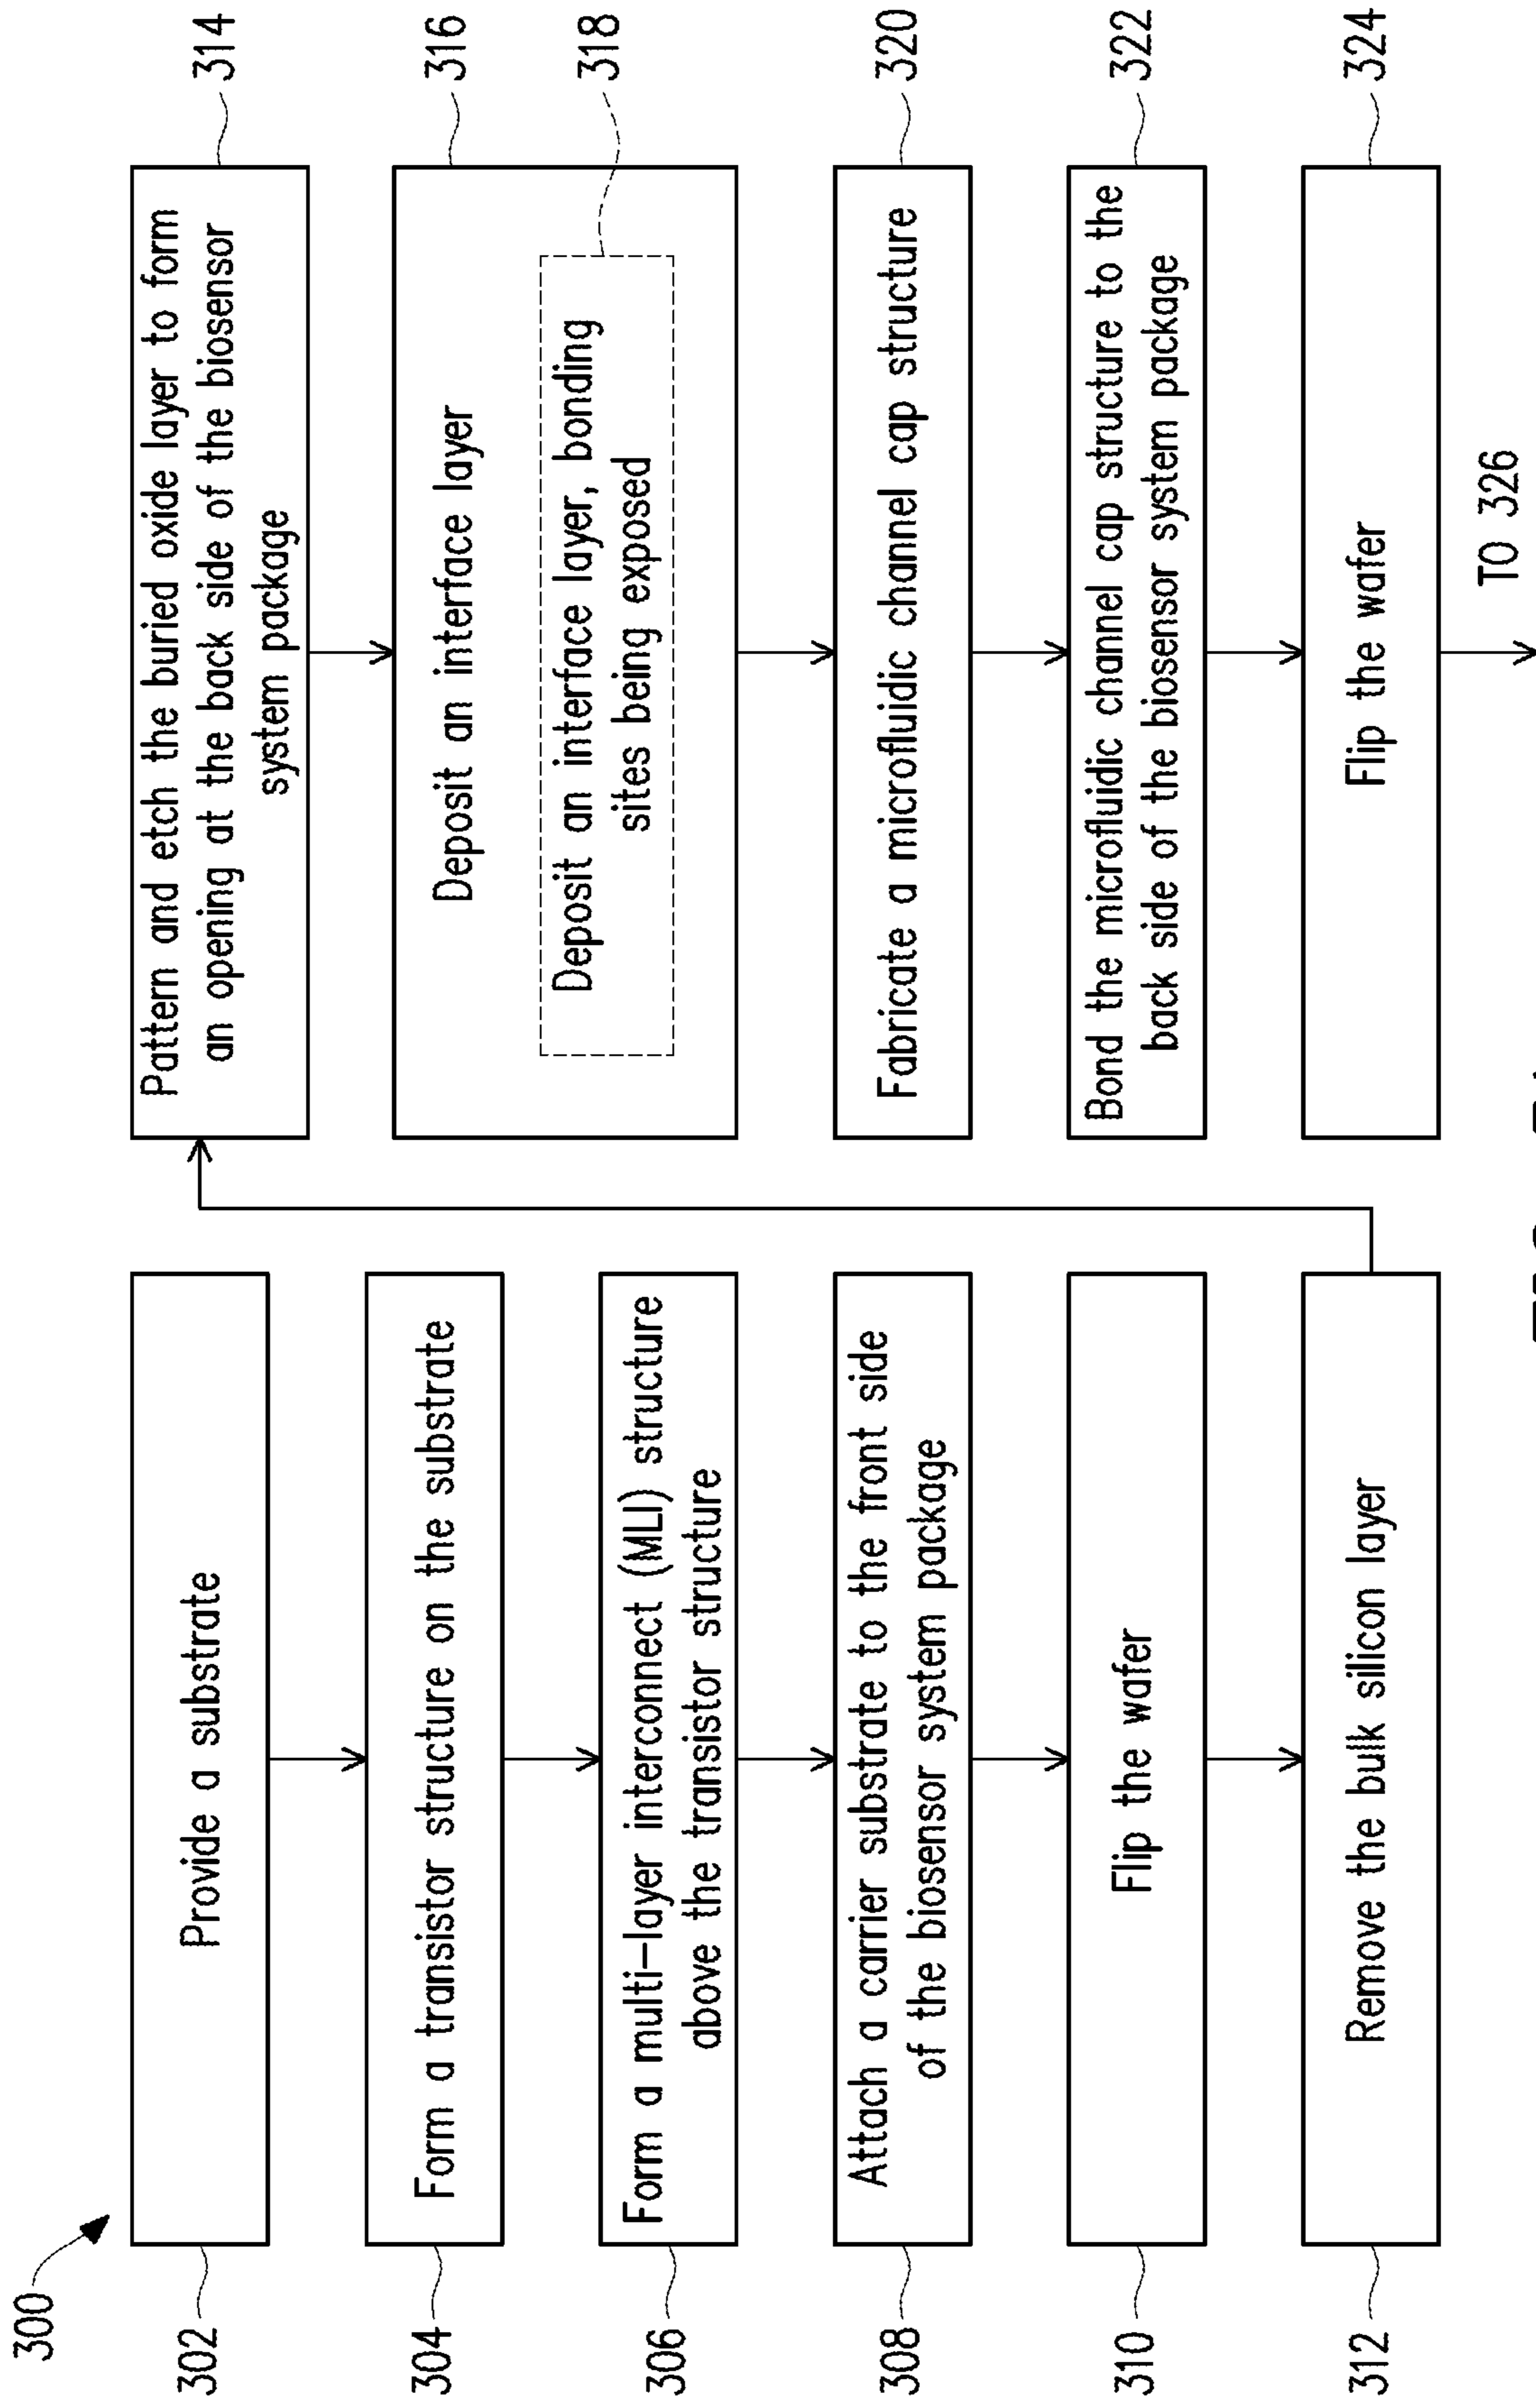 300
302
Provide a substrate
304
Form a transistor structure on the substrate
306
Form a multi-layer interconnect (MLI) structure
above the transistor structure
308
Attach a carrier substrate to the front side
of the biosensor system package
310
Flip the wafer
312
Remove the bulk silicon layer
Pattern and etch the buried oxide layer to form
an opening at the back side of the biosensor
system package
314
Deposit an interface layer
316
Deposit an interface layer, bonding
sites being exposed
318
Fabricate a microfluidic channel cap structure
320
Bond the microfluidic channel cap structure to the
back side of the biosensor system package
322
Flip the wafer
324
TO 326